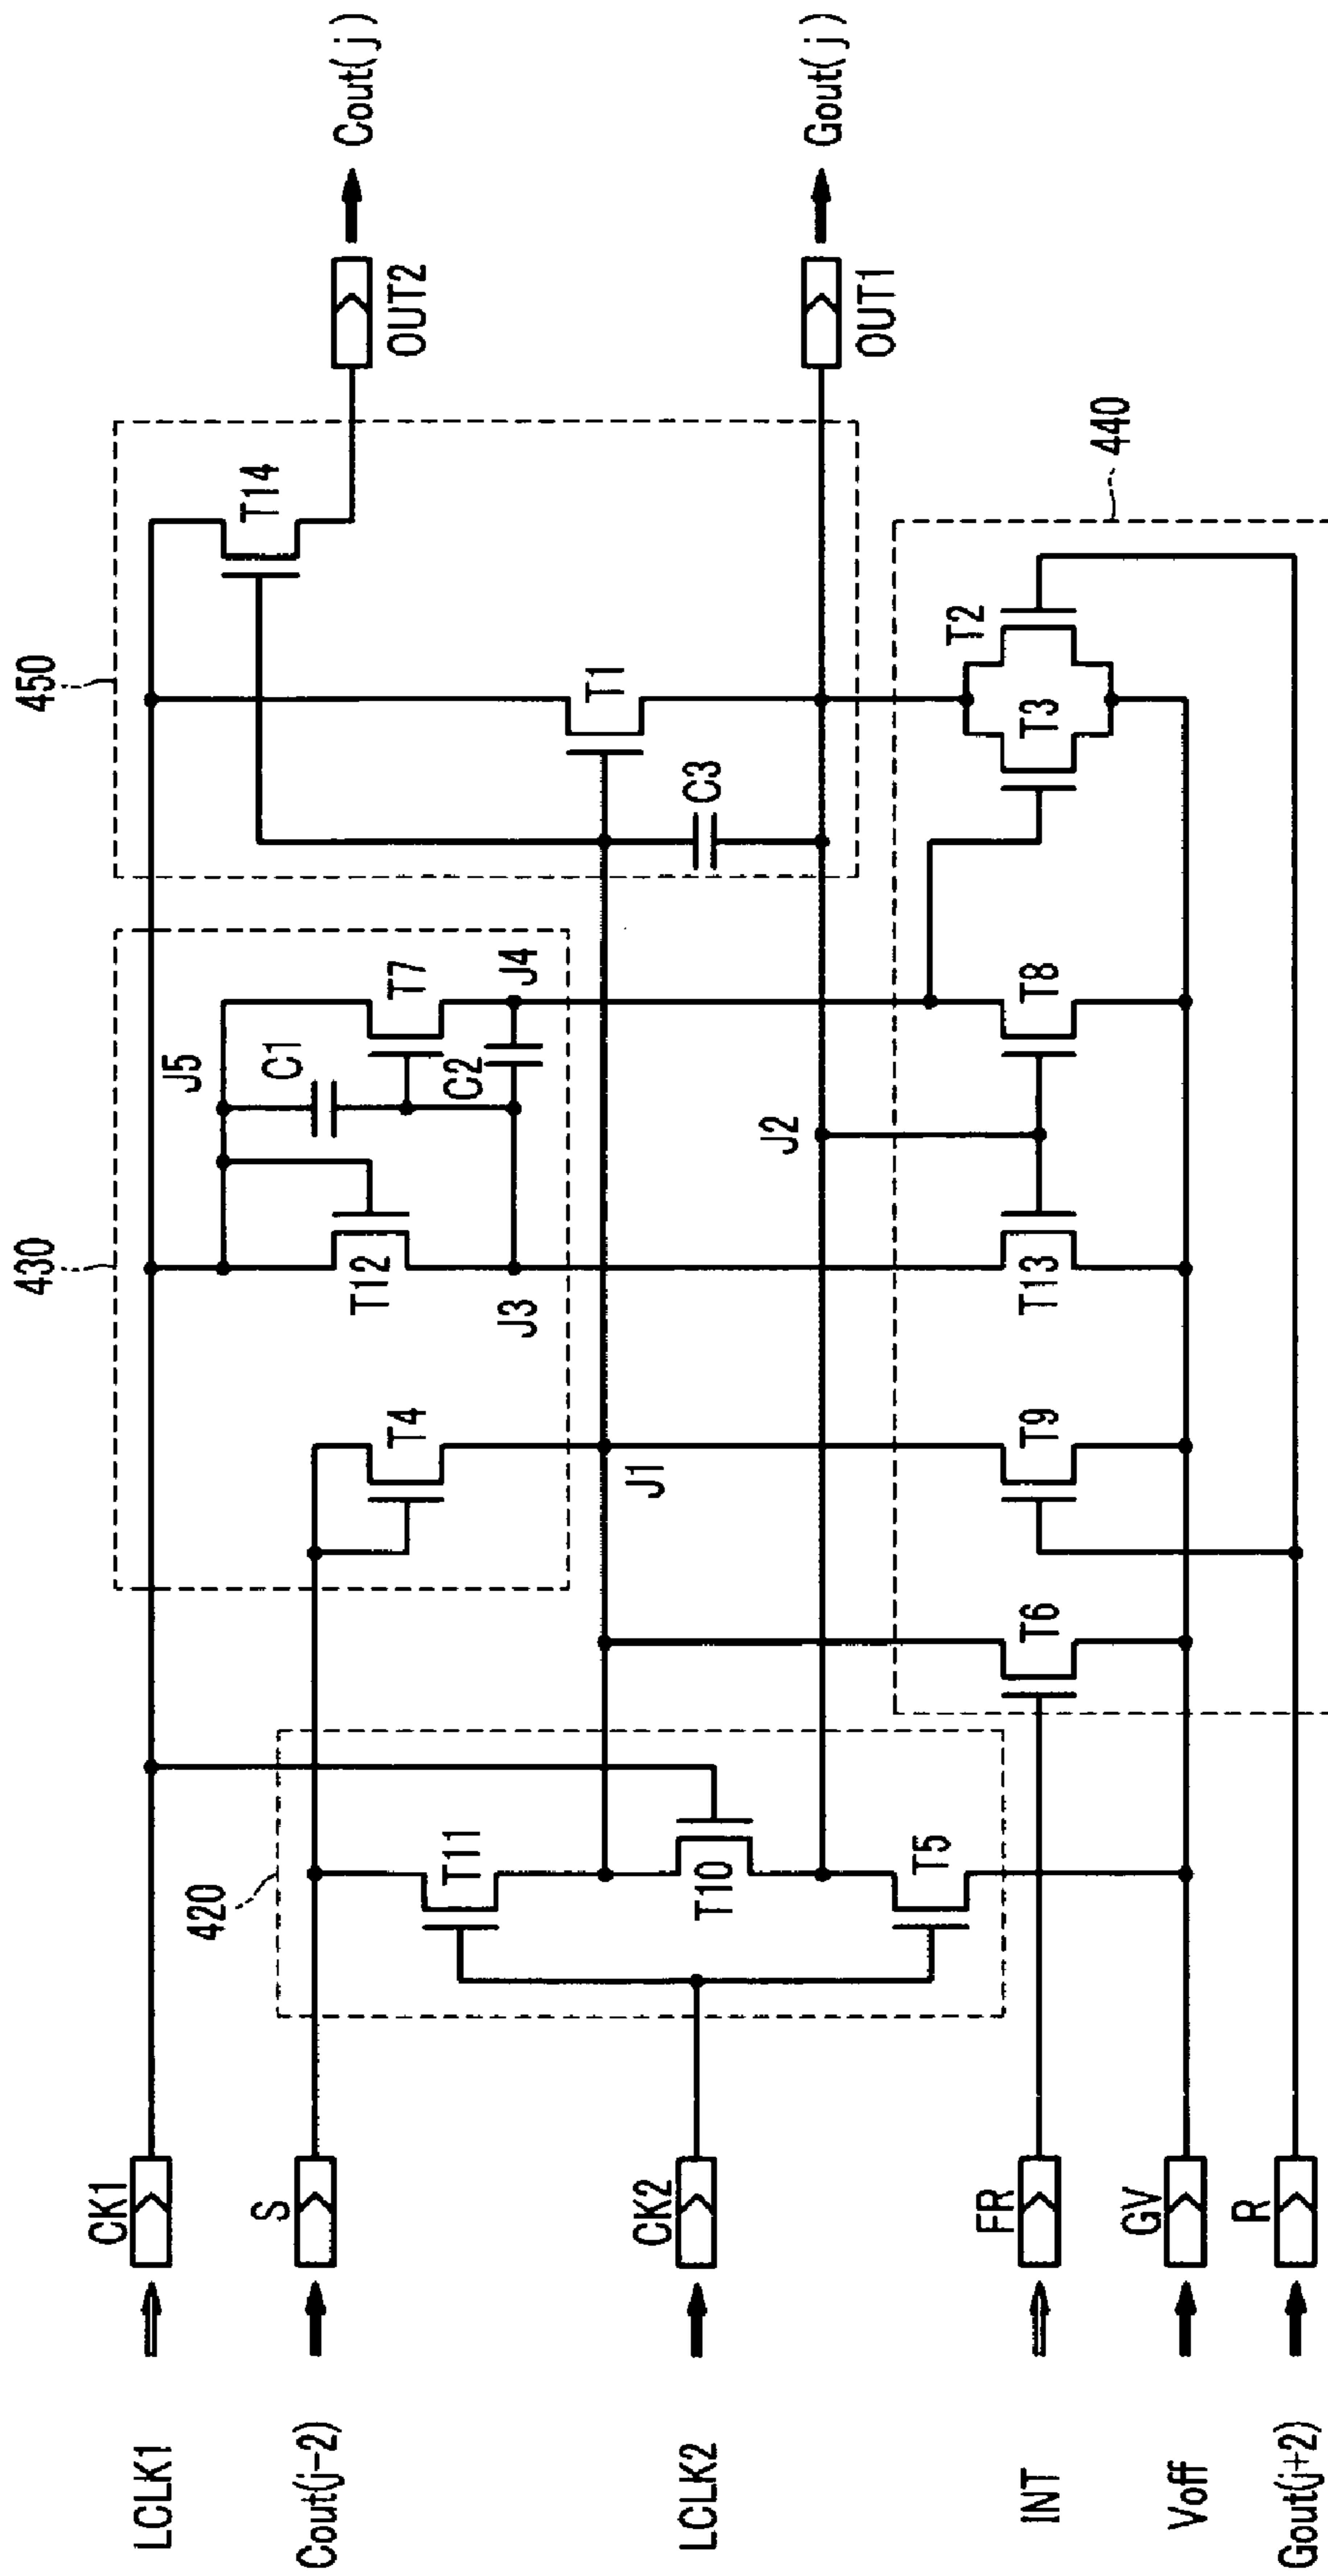 LCLK1
CK1
Cout(j-2)
S
LCLK2
CK2
INT
FR
Voff
GV
Gout(j+2)
R
420
T11
T10
T5
430
T4
T12
J3
J5
C1
T7
C2
J4
J1
J2
450
T14
T1
C3
440
T6
T9
T13
T8
T3
T2
OUT2
Cout(j)
OUT1
Gout(j)